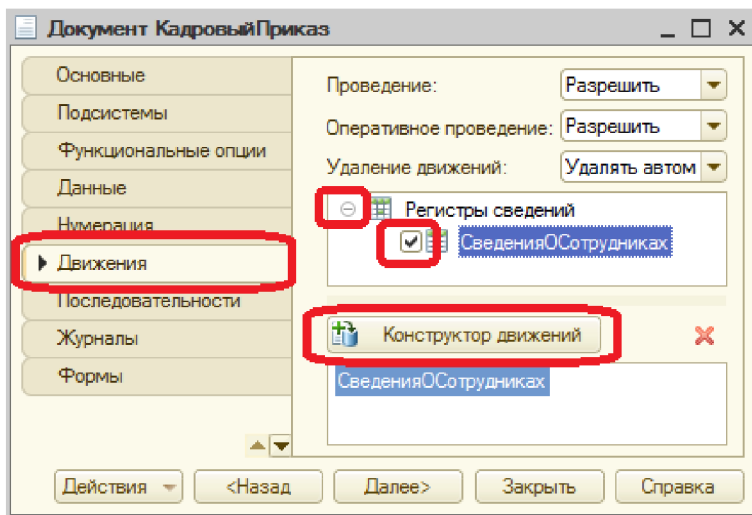 Документ КадровыйПриказ
Основные
Подсистемы
Функциональные опции
Данные
Нумерация
Движения
Последовательности
Журналы
Формы
Проведение: Разрешить
Оперативное проведение: Разрешить
Удаление движений: Удалять автом
Регистры сведений
СведенияОСотрудниках
Конструктор движений
СведенияОСотрудниках
Действия <Назад Далее> Закрыть Справка